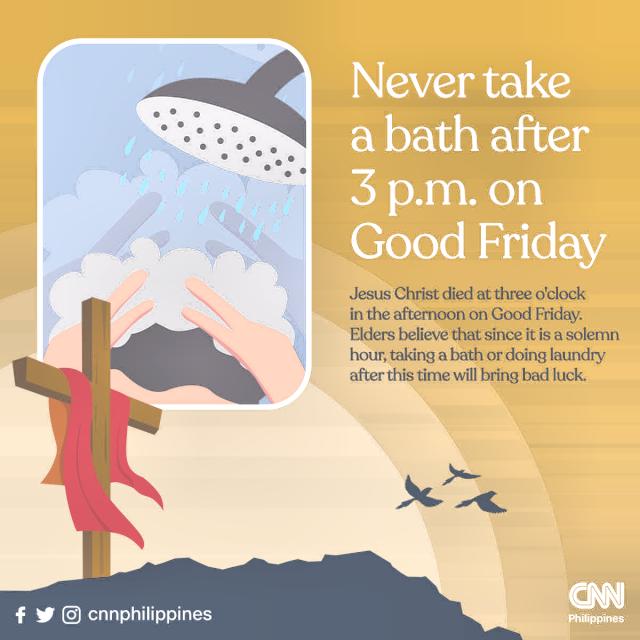 Never take
a bath after
3 p.m. on
Good Friday
Jesus Christ died at three o'clock
in the afternoon on Good Friday.
Elders believe that since it is a solemn
hour, taking a bath or doing laundry
after this time will bring bad luck.
cnnphilippines
CNN
Philippines